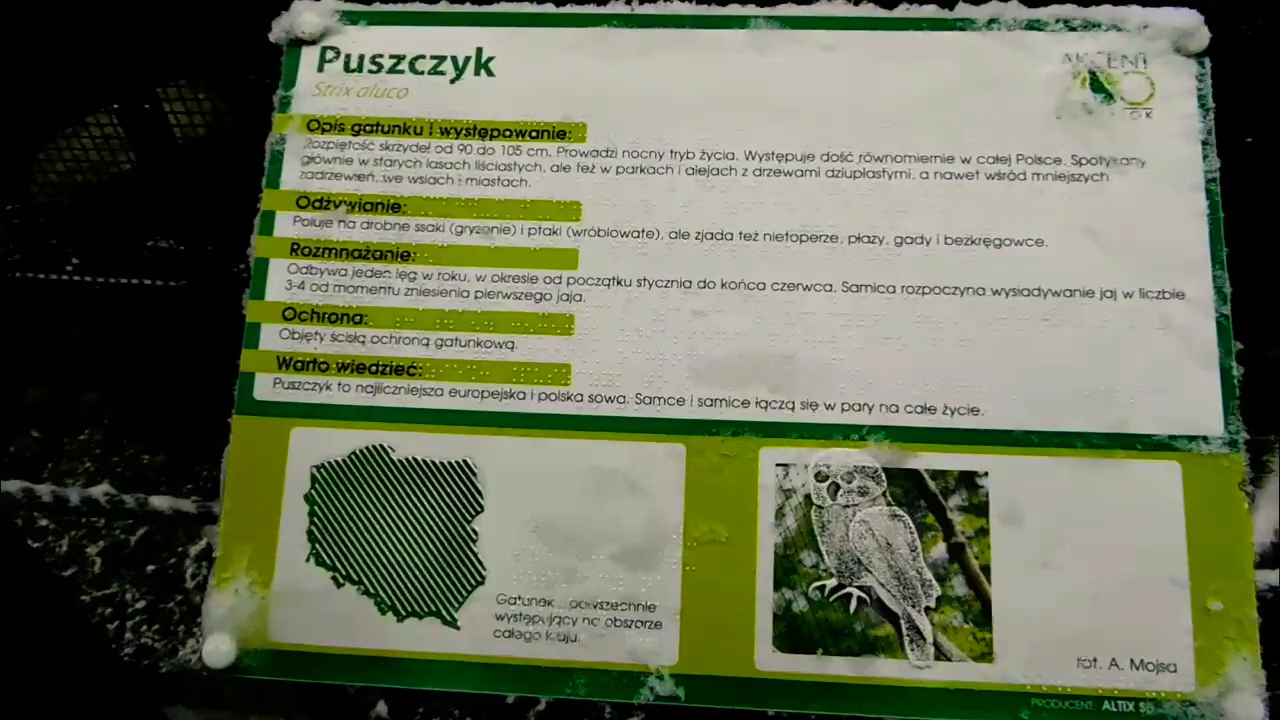 Puszczyk
Strix aluco
AKCENT
ZOO
Opis gatunku i występowanie:
Rozpiętość skrzydeł od 90 do 105 cm. Prowadzi nocny tryb życia. Występuje dość równomiernie w całej Polsce. Spotykany
głównie w starych lasach liściastych, ale też w parkach i alejach z drzewami dziuplastymi, a nawet wśród mniejszych
zadrzewień, we wsiach i miastach.
Odżywianie:
Poluje na drobne ssaki (gryzonie) i ptaki (wróblowate), ale zjada też nietoperze, płazy, gady i bezkręgowce.
Rozmnażanie:
Odbywa jeden lęg w roku, w okresie od początku stycznia do końca czerwca. Samica rozpoczyna wysiadywanie jaj w liczbie
3-4 od momentu zniesienia pierwszego jaja.
Ochrona:
Objęty ścisłą ochroną gatunkową.
Warto wiedzieć:
Puszczyk to najliczniejsza europejska i polska sowa. Samce i samice łączą się w pary na całe życie.
Gatunek powszechnie
występujący na obszarze
całego kraju.
fot. A. Mojsa
PRODUCENT: ALTIX